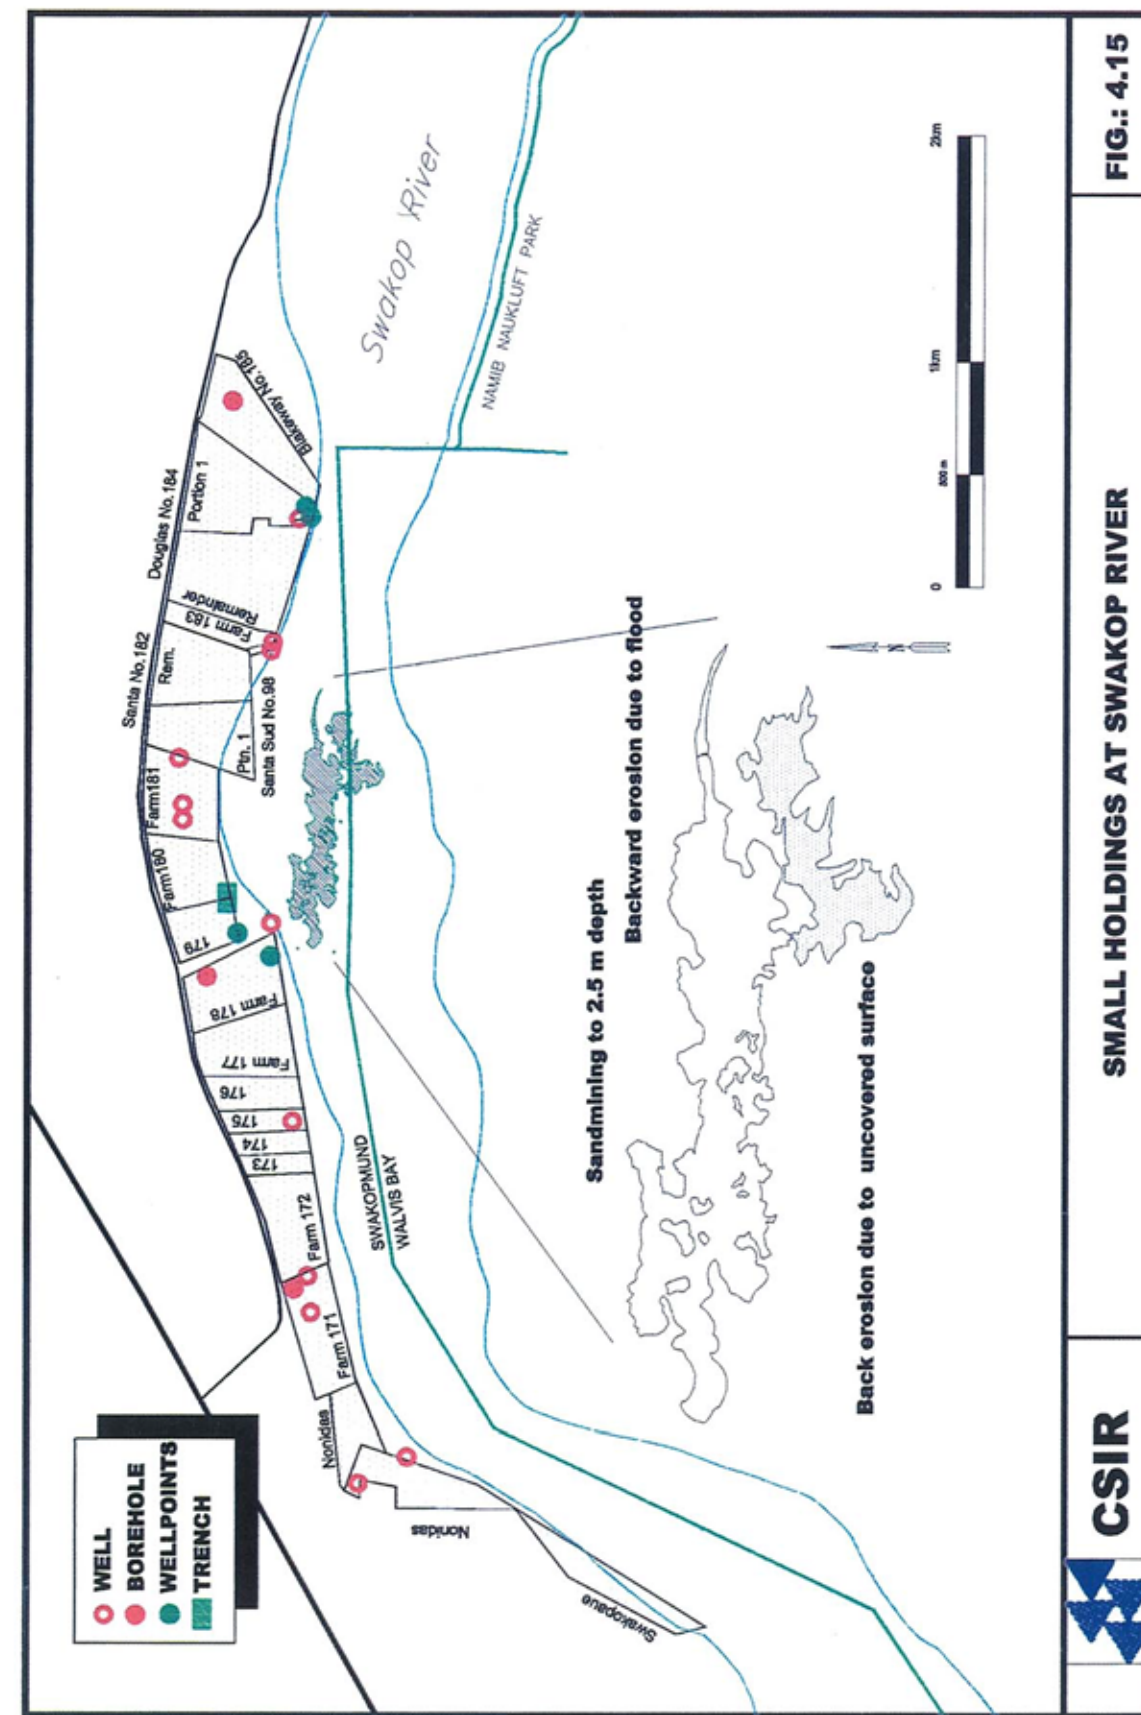 WELL
BOREHOLE
WELLPOINTS
TRENCH
Nonidas
Nonidas
Swakopaue
Farm 171
Farm 172
173
174
175
176
Farm 177
Farm 178
179
Farm180
Farm181
Santa No.182
Rem.
Ptn. 1
Santa Sud No.98
Farm 183
Remainder
Douglas No.184
Portion 1
Blakeway No.185
Swakop River
NAMIB NAUKLUFT PARK
SWAKOPMUND
WALVIS BAY
Sandmining to 2.5 m depth
Backward erosion due to flood
Back erosion due to uncovered surface
N
0
500 m
1km
2km
CSIR
SMALL HOLDINGS AT SWAKOP RIVER
FIG.: 4.15